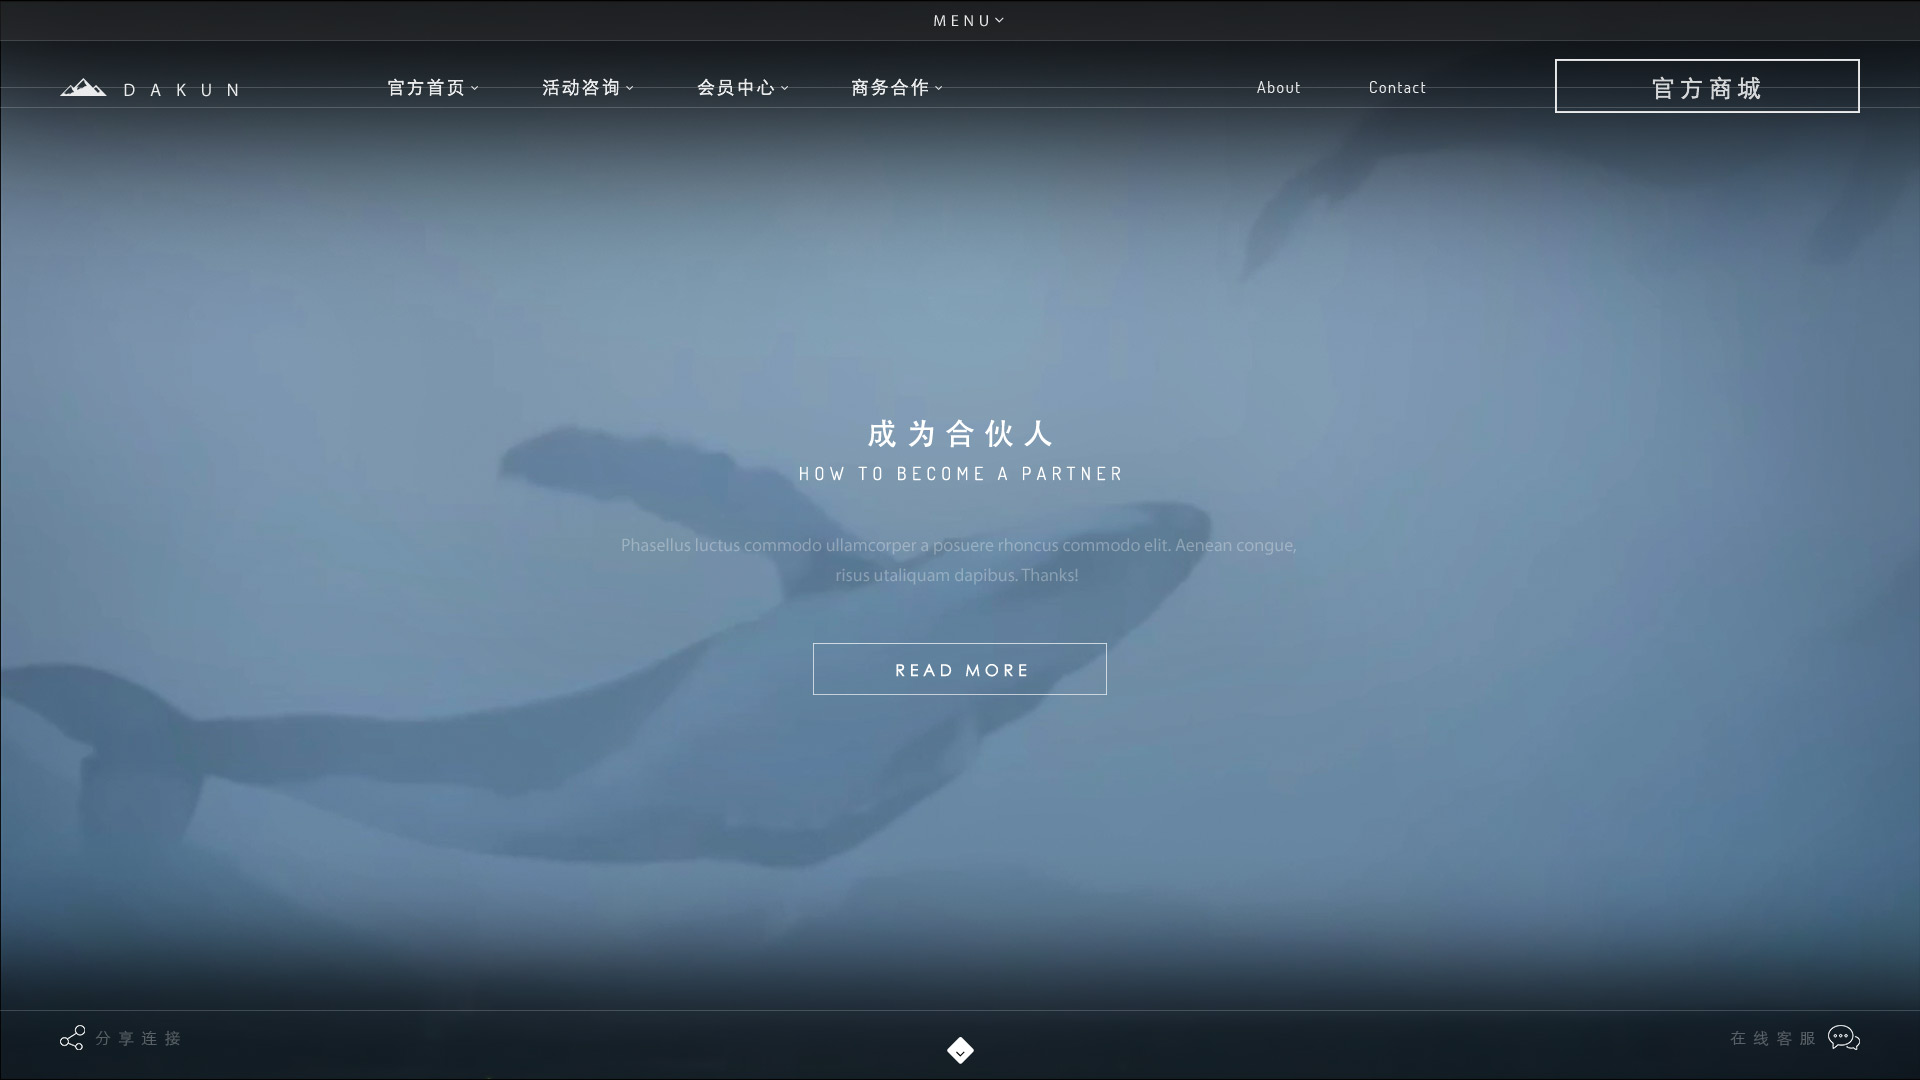 MENU
DAKUN 官方首页 活动咨询 会员中心 商务合作 About Contact 官方商城
成为合伙人
HOW TO BECOME A PARTNER
Phasellus luctus commodo ullamcorper a posuere rhoncus commodo elit. Aenean congue,
risus utaliquam dapibus. Thanks!
READ MORE
分享连接 在线客服